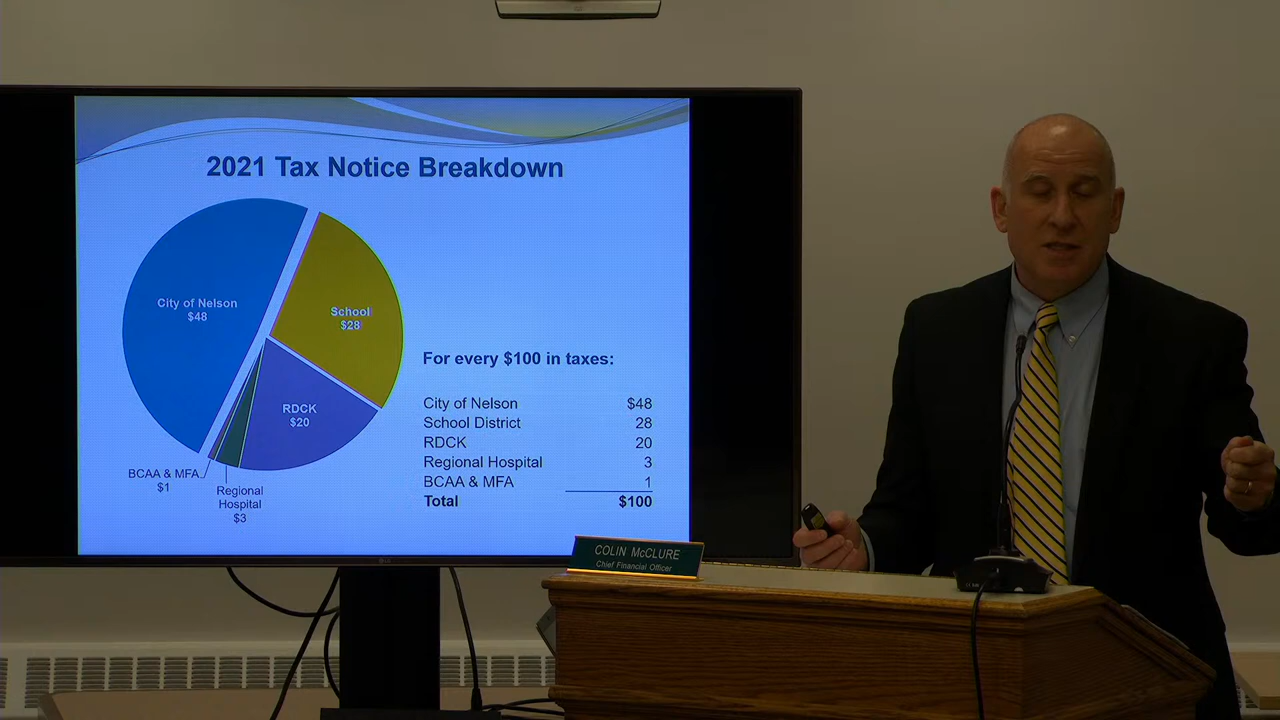 2021 Tax Notice Breakdown
City of Nelson
$48
School
$28
RDCK
$20
BCAA & MFA
$1
Regional
Hospital
$3
For every $100 in taxes:
City of Nelson $48
School District 28
RDCK 20
Regional Hospital 3
BCAA & MFA 1
Total $100
COLIN McCLURE
Chief Financial Officer
LG